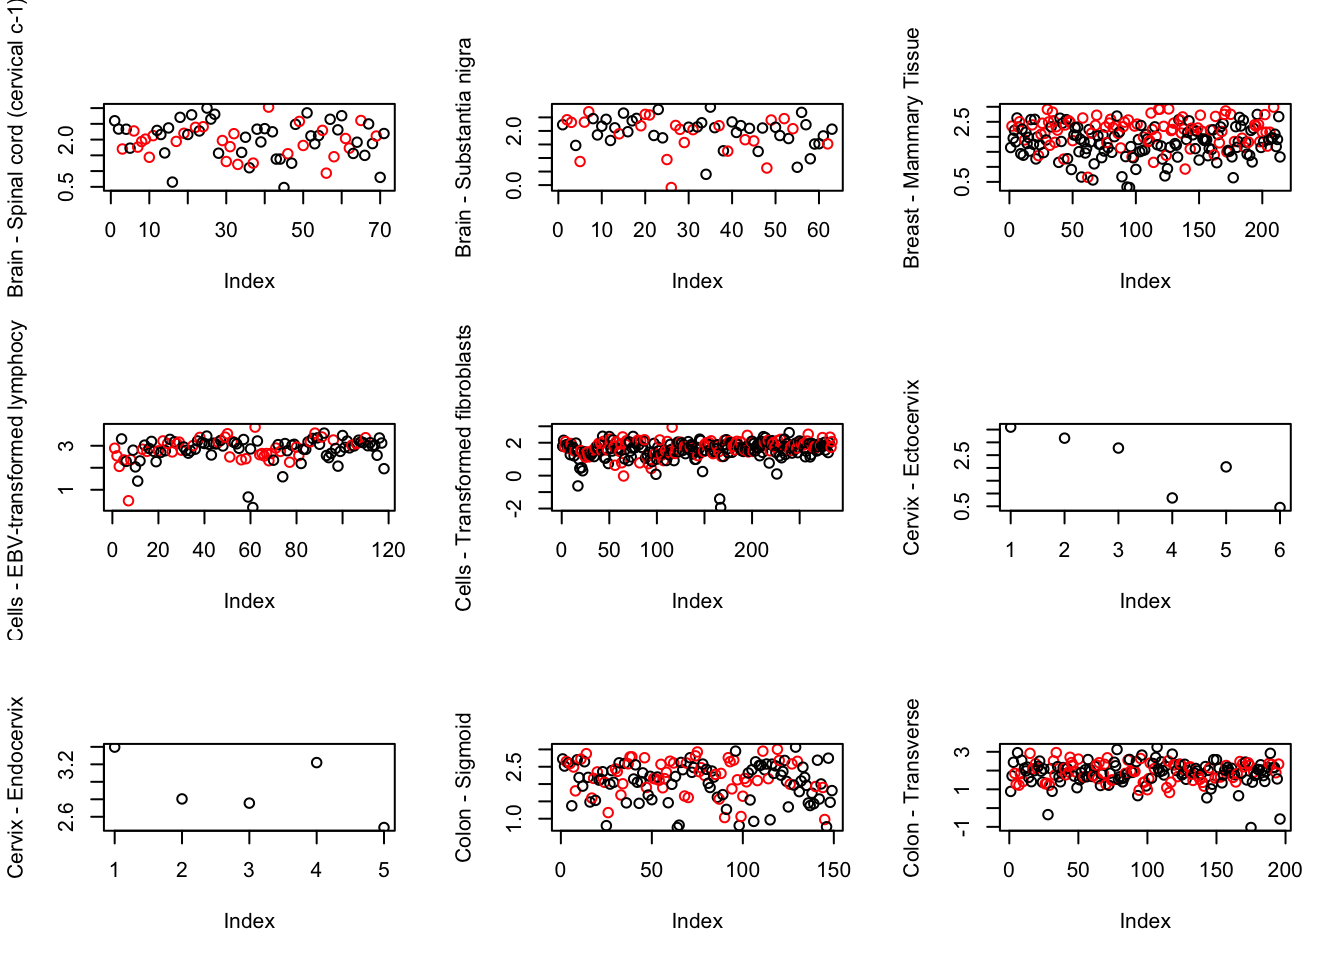 Brain - Spinal cord (cervical c-1)
0.5 2.0
0 10 30 50 70
Index
Brain - Substantia nigra
0.0 2.0
0 10 20 30 40 50 60
Index
Breast - Mammary Tissue
0.5 2.5
0 50 100 150 200
Index
Cells - EBV-transformed lymphocy
1 3
0 20 40 60 80 120
Index
Cells - Transformed fibroblasts
-2 0 2
0 50 100 200
Index
Cervix - Ectocervix
0.5 2.5
1 2 3 4 5 6
Index
Cervix - Endocervix
2.6 3.2
1 2 3 4 5
Index
Colon - Sigmoid
1.0 2.5
0 50 100 150
Index
Colon - Transverse
-1 1 3
0 50 100 150 200
Index